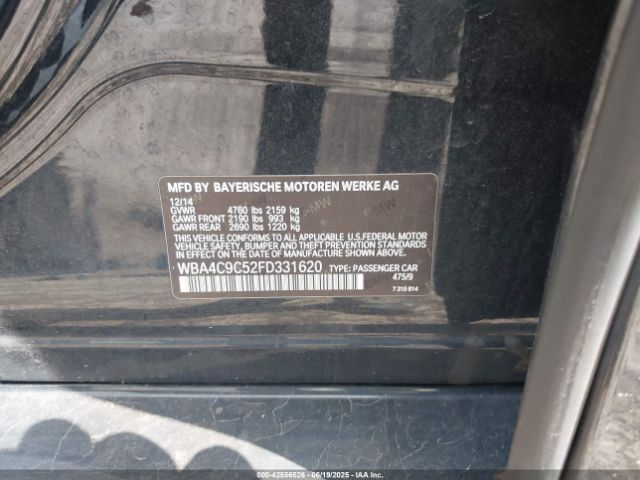 MFD BY BAYERISCHE MOTOREN WERKE AG
12/14
GVWR 4760 lbs 2159 kg
GAWR FRONT 2190 lbs 993 kg
GAWR REAR 2690 lbs 1220 kg
THIS VEHICLE CONFORMS TO ALL APPLICABLE U.S.FEDERAL MOTOR
VEHICLE SAFETY, BUMPER, AND THEFT PREVENTION STANDARDS
IN EFFECT ON THE DATE OF MANUFACTURE SHOWN ABOVE.
WBA4C9C52FD331620 TYPE: PASSENGER CAR
475/9
7 315 814
000-42556526 - 06/19/2025 - IAA Inc.